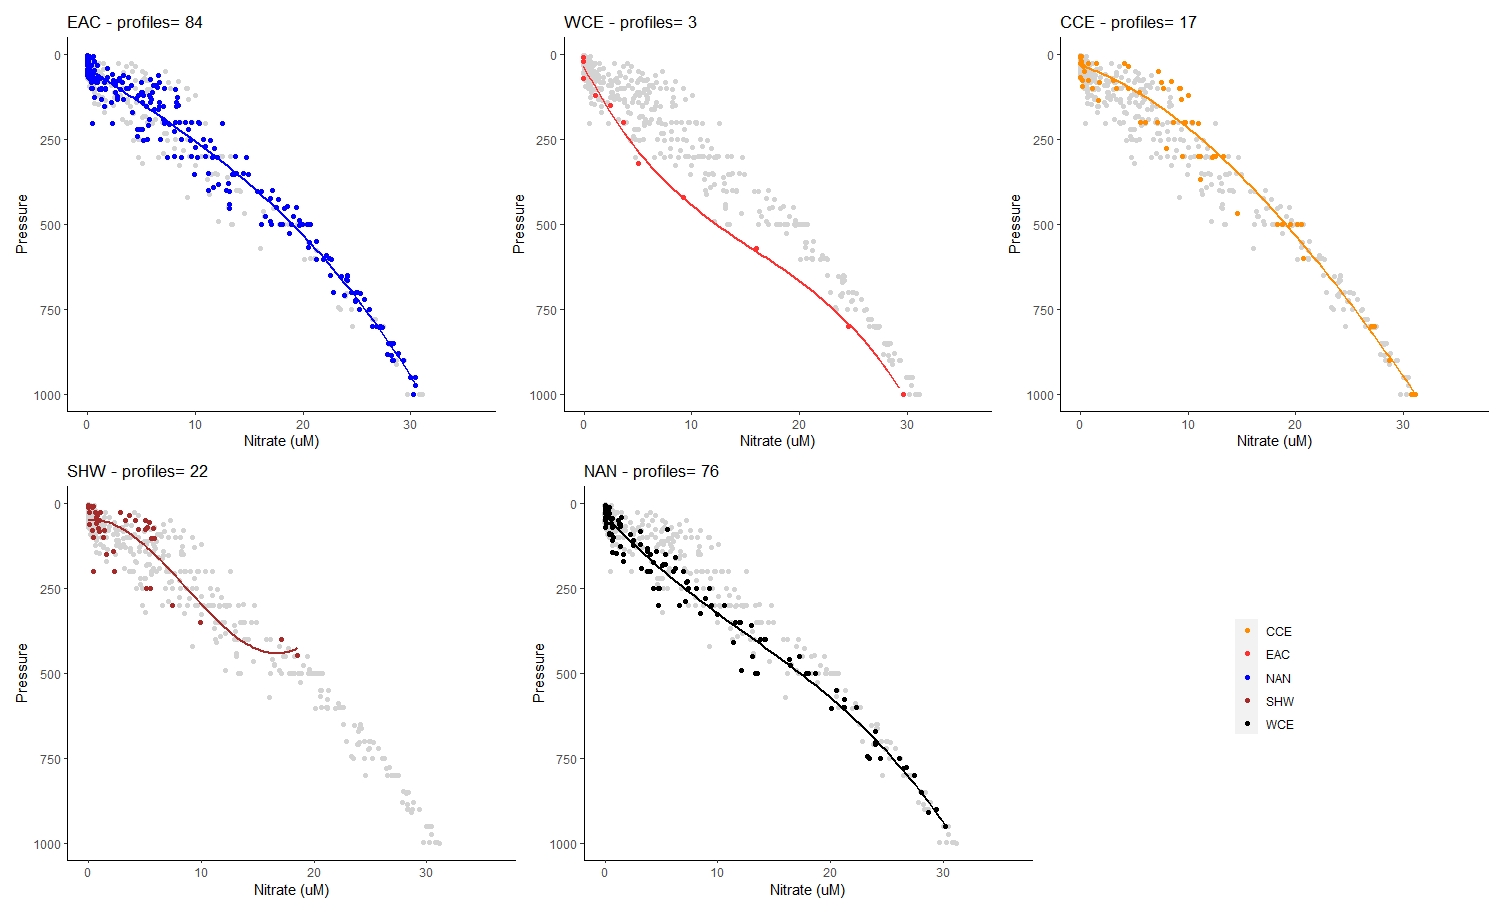 EAC - profiles= 84
WCE - profiles= 3
CCE - profiles= 17
0
250
500
750
1000
Pressure
0
10
20
30
Nitrate (uM)
0
250
500
750
1000
Pressure
0
10
20
30
Nitrate (uM)
0
250
500
750
1000
Pressure
0
10
20
30
Nitrate (uM)
SHW - profiles= 22
NAN - profiles= 76
0
250
500
750
1000
Pressure
0
10
20
30
Nitrate (uM)
0
250
500
750
1000
Pressure
0
10
20
30
Nitrate (uM)
CCE
EAC
NAN
SHW
WCE